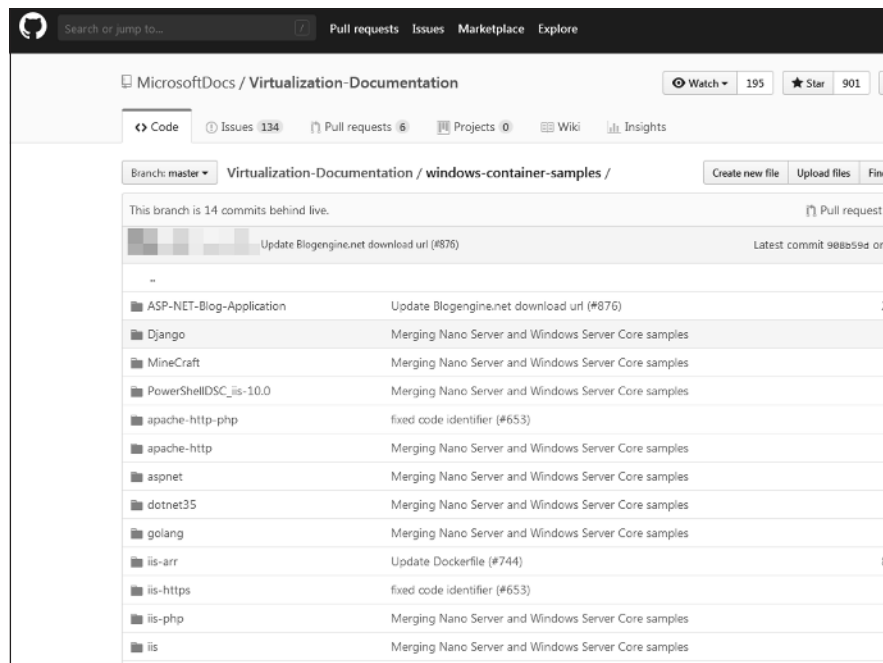 Search or jump to... / Pull requests Issues Marketplace Explore
MicrosoftDocs / Virtualization-Documentation Watch 195 Star 901
Code Issues 134 Pull requests 6 Projects 0 Wiki Insights
Branch: master Virtualization-Documentation / windows-container-samples / Create new file Upload files
This branch is 14 commits behind live. Pull request
Update Blogengine.net download url (#876) Latest commit 908b59d
..
ASP-NET-Blog-Application Update Blogengine.net download url (#876)
Django Merging Nano Server and Windows Server Core samples
MineCraft Merging Nano Server and Windows Server Core samples
PowerShellDSC_iis-10.0 Merging Nano Server and Windows Server Core samples
apache-http-php fixed code identifier (#653)
apache-http Merging Nano Server and Windows Server Core samples
aspnet Merging Nano Server and Windows Server Core samples
dotnet35 Merging Nano Server and Windows Server Core samples
golang Merging Nano Server and Windows Server Core samples
iis-arr Update Dockerfile (#744)
iis-https fixed code identifier (#653)
iis-php Merging Nano Server and Windows Server Core samples
iis Merging Nano Server and Windows Server Core samples